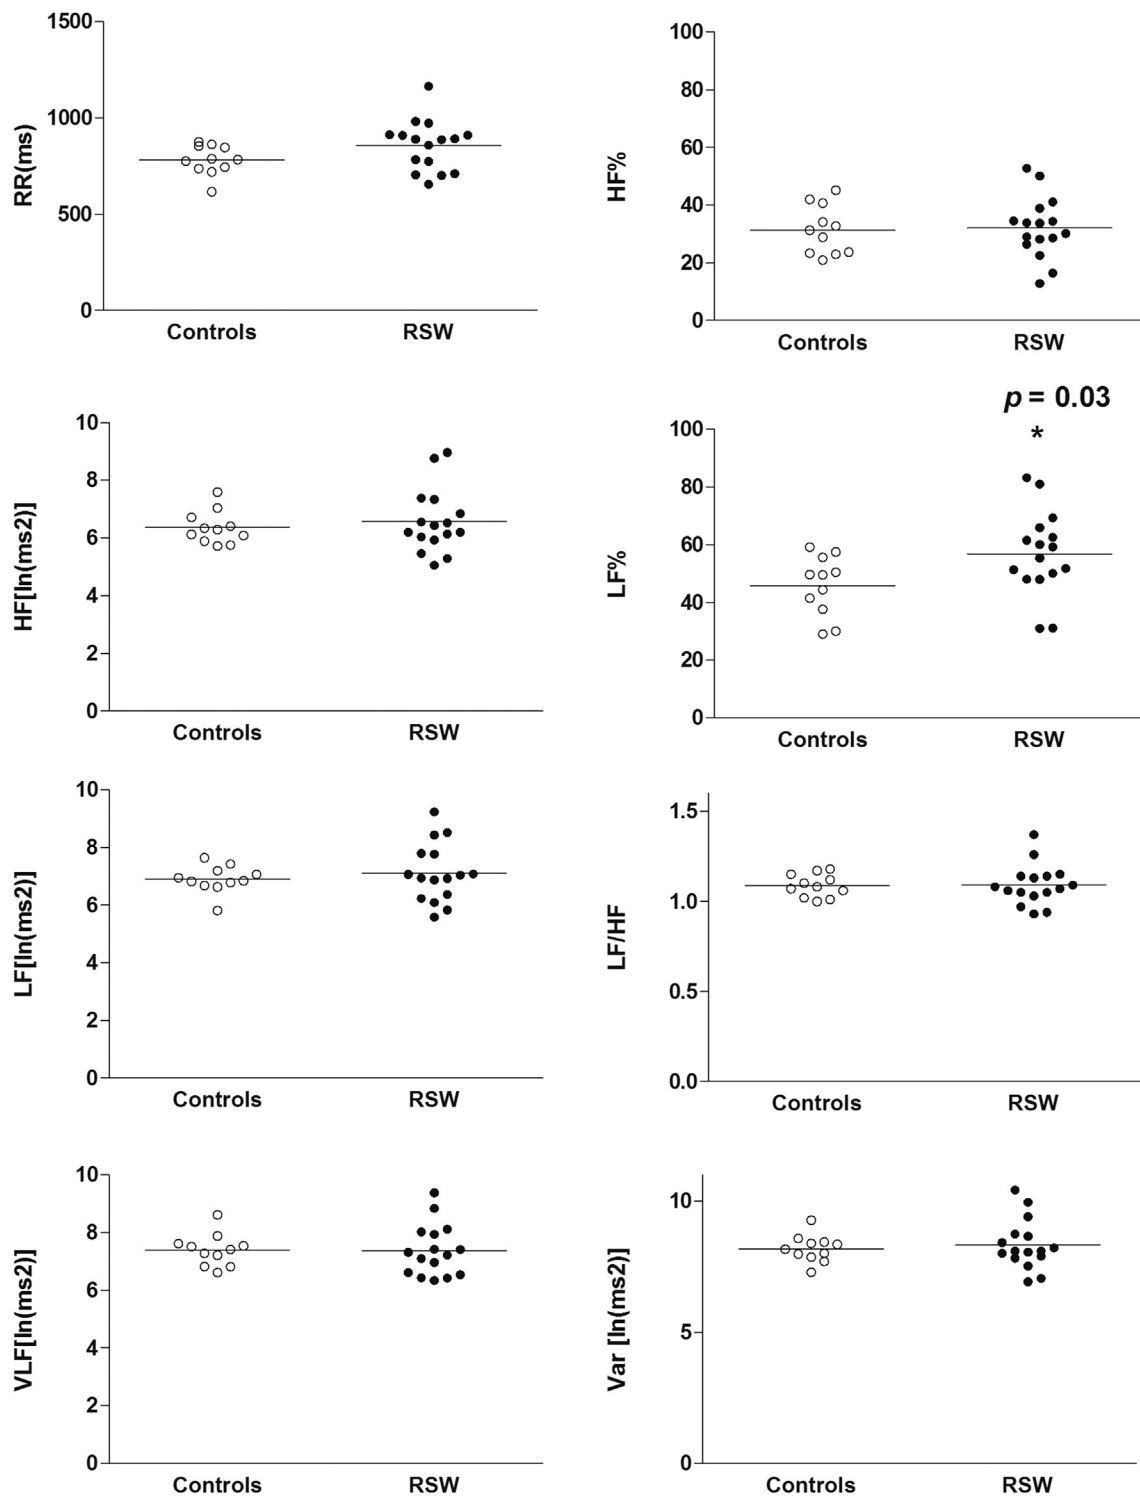 1500
1000
500
0
RR(ms)
Controls
RSW
100
80
60
40
20
0
HF%
Controls
RSW
10
8
6
4
2
0
HF[ln(ms2)]
Controls
RSW
p = 0.03
*
100
80
60
40
20
0
LF%
Controls
RSW
10
8
6
4
2
0
LF[ln(ms2)]
Controls
RSW
1.5
1.0
0.5
0.0
LF/HF
Controls
RSW
10
8
6
4
2
0
VLF[ln(ms2)]
Controls
RSW
10
5
0
Var [ln(ms2)]
Controls
RSW